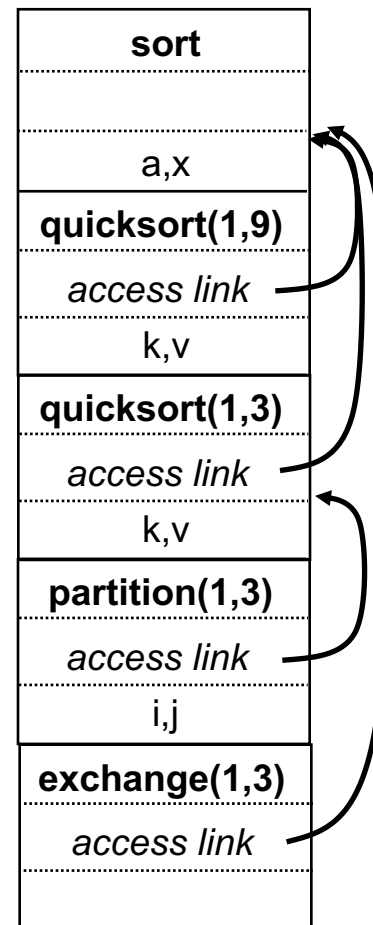 sort
a,x
quicksort(1,9)
access link
k,v
quicksort(1,3)
access link
k,v
partition(1,3)
access link
i,j
exchange(1,3)
access link